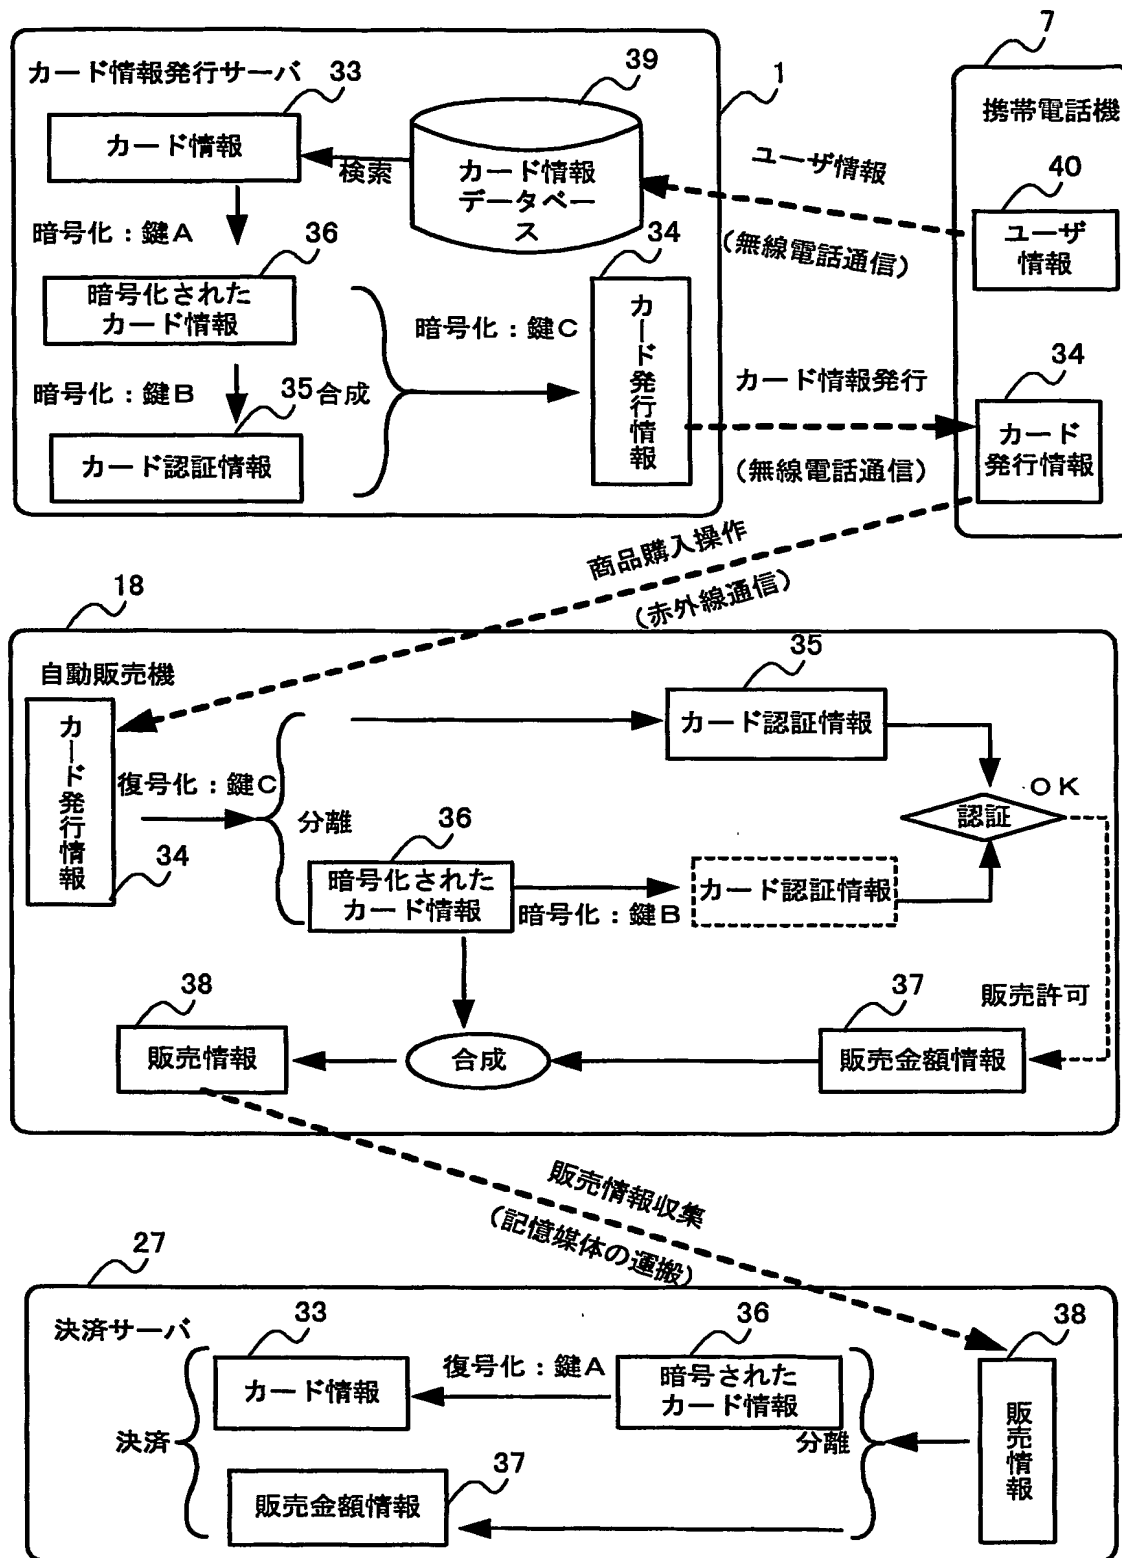 カード情報発行サーバ
33
39
1
7
カード情報
検索
カード情報
データベー
ス
ユーザ情報
(無線電話通信)
携帯電話機
40
ユーザ
情報
暗号化：鍵A
36
34
暗号化された
カード情報
暗号化：鍵C
カード発行情報
暗号化：鍵B
35
合成
カード認証情報
カード情報発行
(無線電話通信)
34
カード
発行情報
商品購入操作
(赤外線通信)
18
自動販売機
カード発行情報
34
復号化：鍵C
分離
35
カード認証情報
OK
認証
36
暗号化された
カード情報
暗号化：鍵B
カード認証情報
販売許可
38
販売情報
合成
37
販売金額情報
販売情報収集
(記憶媒体の運搬)
27
決済サーバ
33
カード情報
復号化：鍵A
36
暗号された
カード情報
38
販売情報
分離
決済
37
販売金額情報